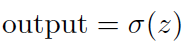 output = σ(z)